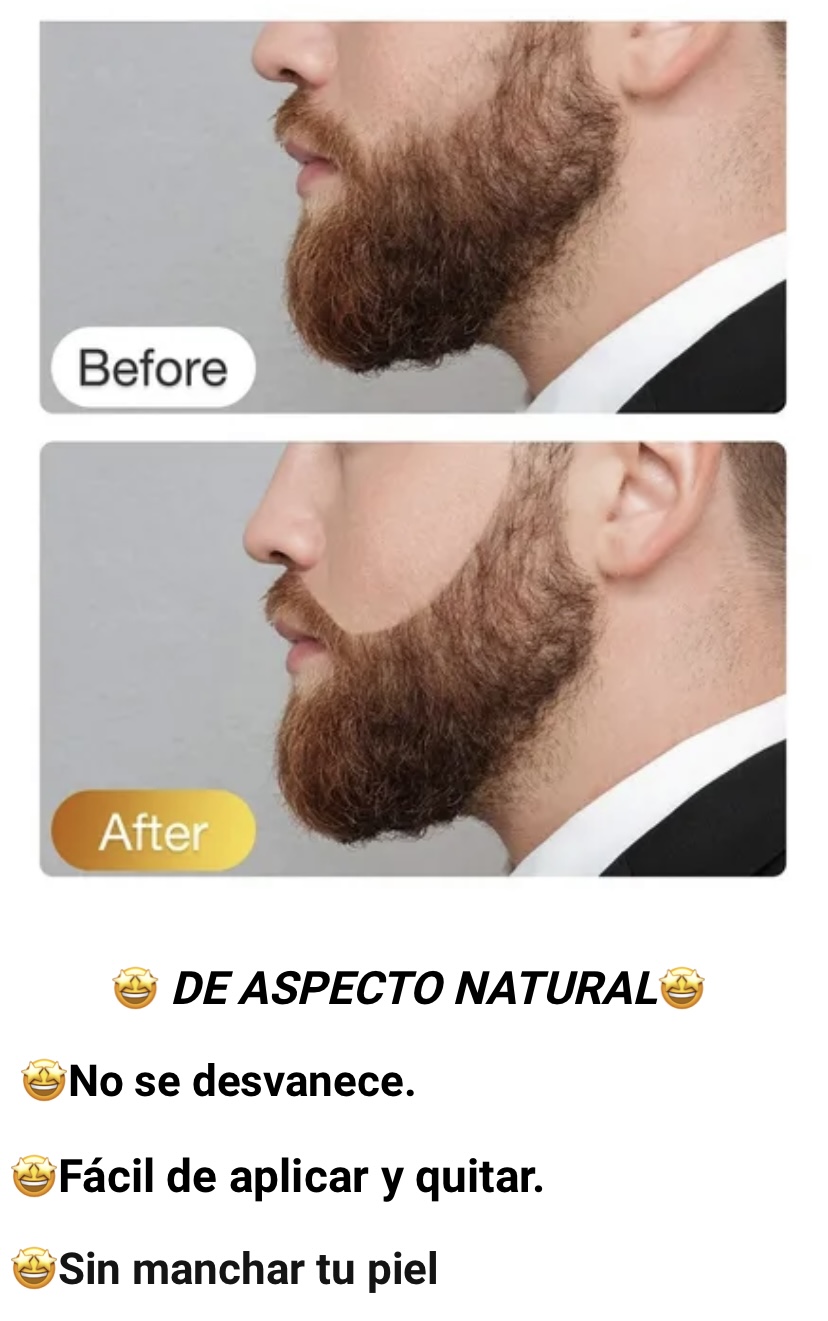 Before
After
🤩 DE ASPECTO NATURAL🤩
🤩No se desvanece.
🤩Fácil de aplicar y quitar.
🤩Sin manchar tu piel